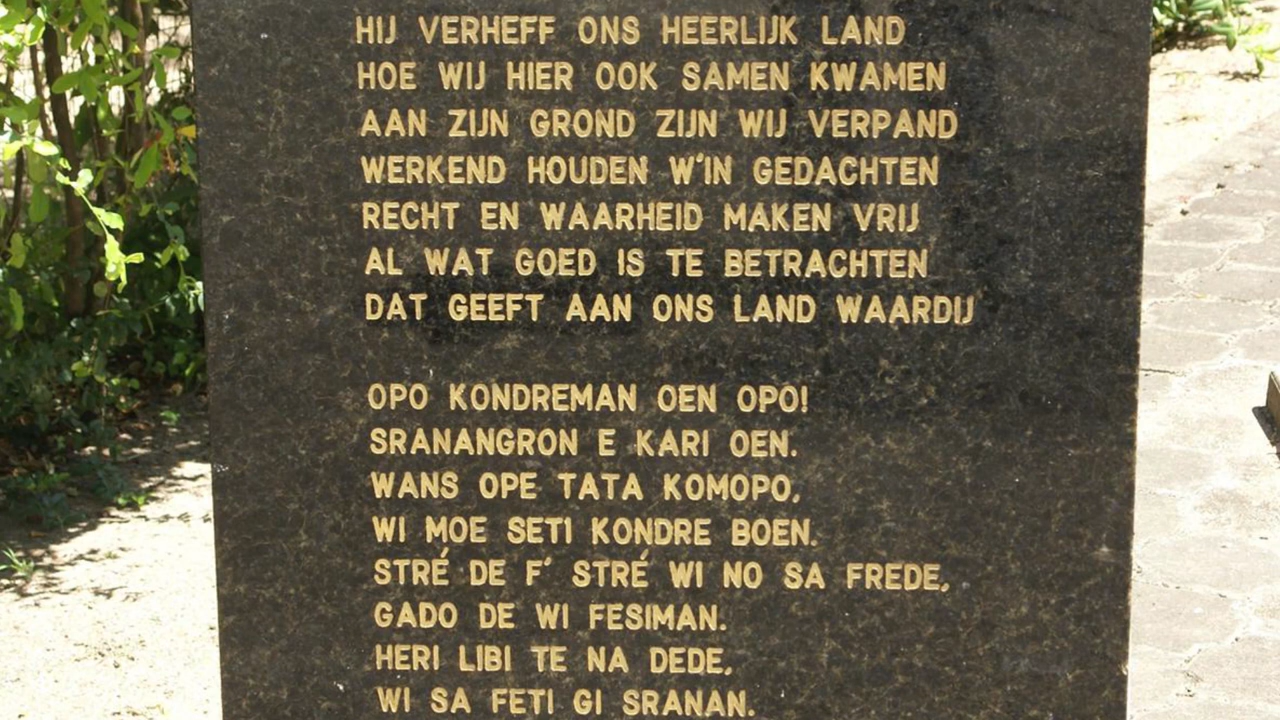 HIJ VERHEFF ONS HEERLIJK LAND
HOE WIJ HIER OOK SAMEN KWAMEN
AAN ZIJN GROND ZIJN WIJ VERPAND
WERKEND HOUDEN W'IN GEDACHTEN
RECHT EN WAARHEID MAKEN VRIJ
AL WAT GOED IS TE BETRACHTEN
DAT GEEFT AAN ONS LAND WAARDIJ
OPO KONDREMAN OEN OPO!
SRANANGRON E KARI OEN.
WANS OPE TATA KOMOPO,
WI MOE SETI KONDRE BOEN.
STRÉ DE F' STRÉ WI NO SA FREDE,
GADO DE WI FESIMAN.
HERI LIBI TE NA DEDE,
WI SA FETI GI SRANAN.